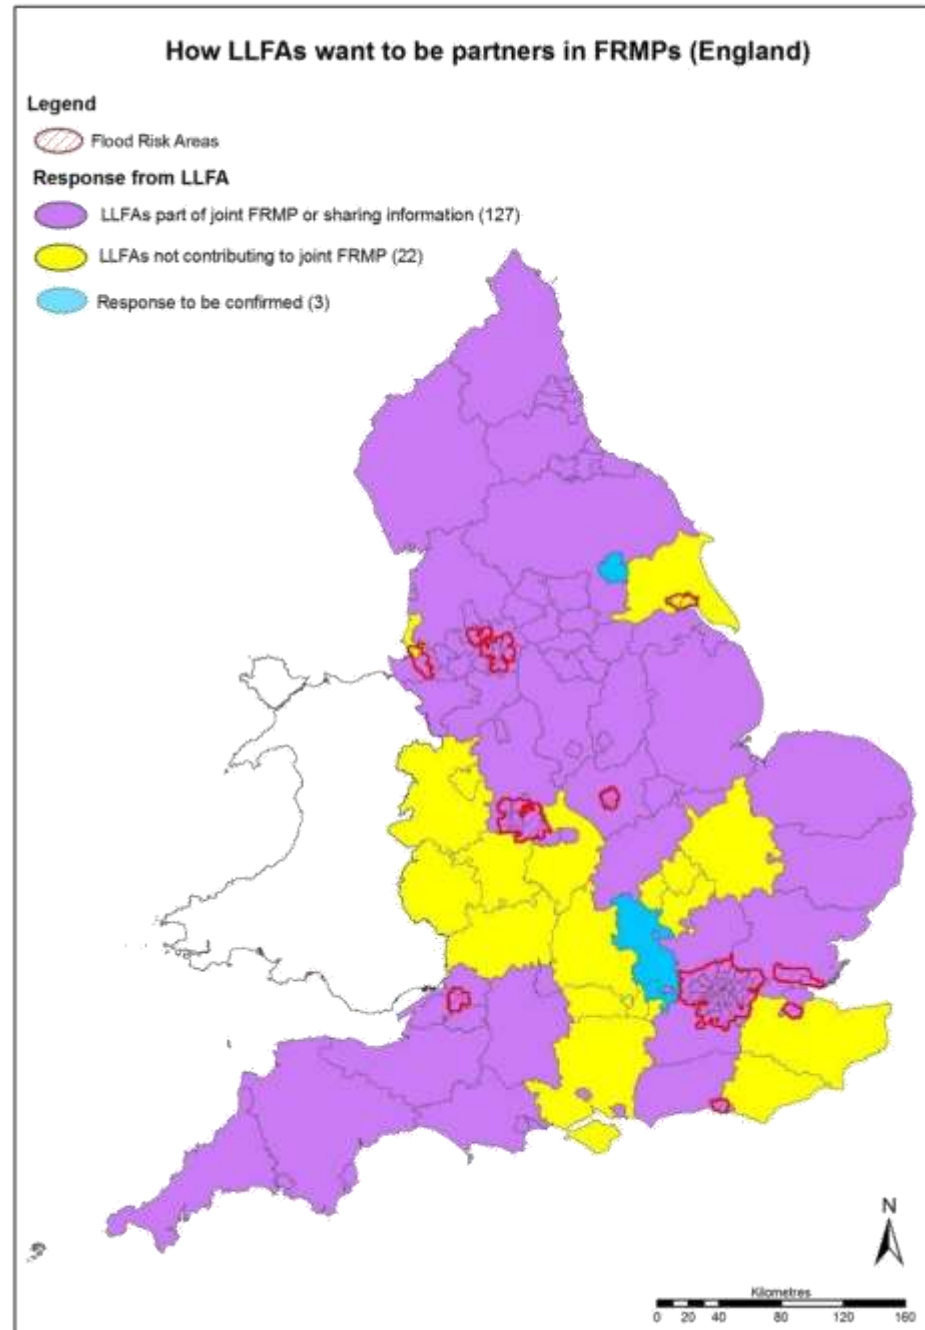 How LLFAs want to be partners in FRMPs (England)
Legend
Flood Risk Areas
Response from LLFA
LLFAs part of joint FRMP or sharing information (127)
LLFAs not contributing to joint FRMP (22)
Response to be confirmed (3)
N
Kilometres
0 20 40 80 120 160